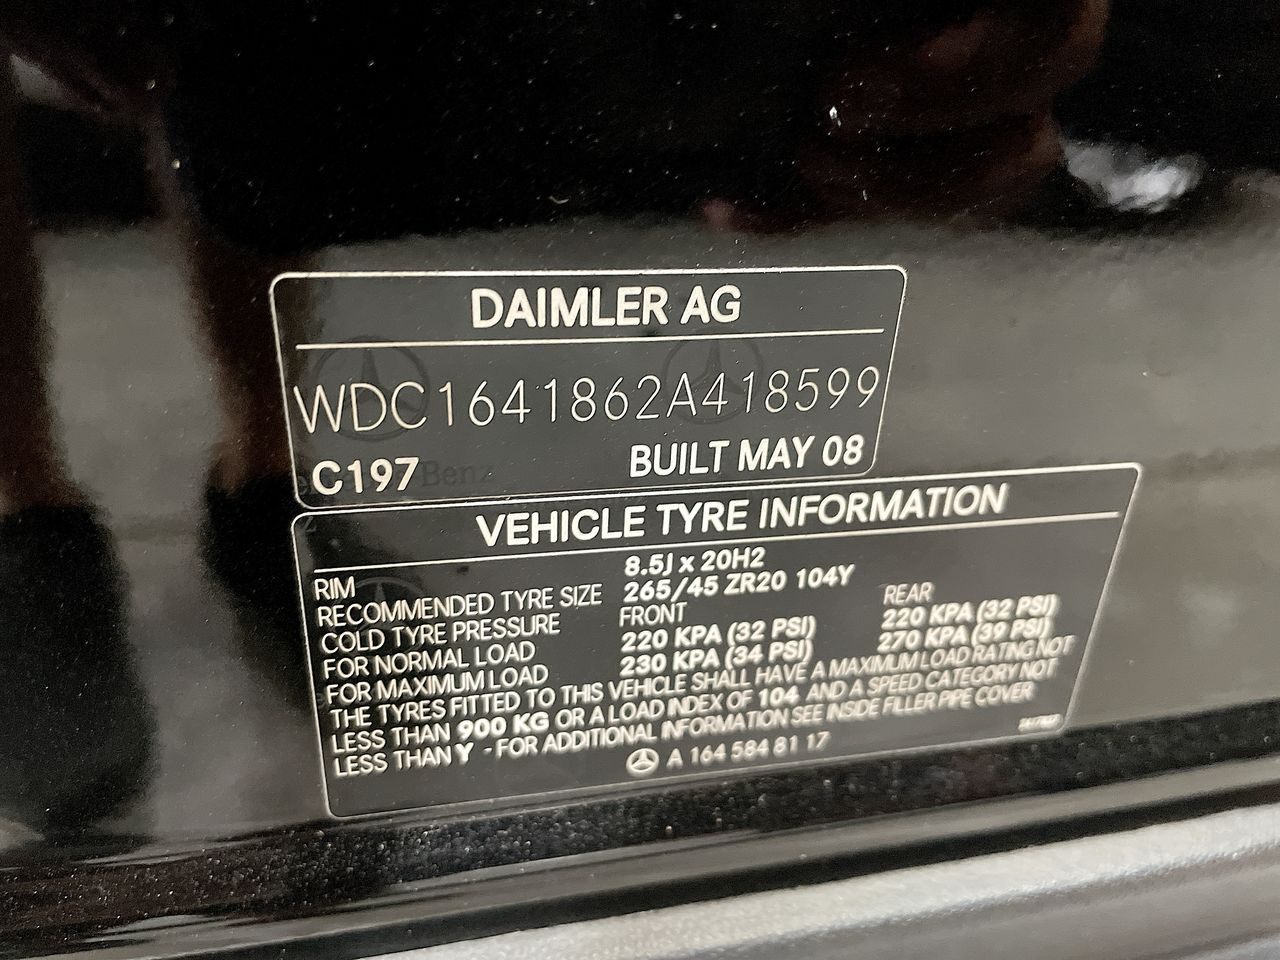 DAIMLER AG
WDC1641862A418599
C197 BUILT MAY 08
VEHICLE TYRE INFORMATION
RIM 8.5J x 20H2
RECOMMENDED TYRE SIZE 265/45 ZR20 104Y
COLD TYRE PRESSURE FRONT REAR
FOR NORMAL LOAD 220 KPA (32 PSI) 220 KPA (32 PSI)
FOR MAXIMUM LOAD 230 KPA (34 PSI) 270 KPA (39 PSI)
THE TYRES FITTED TO THIS VEHICLE SHALL HAVE A MAXIMUM LOAD RATING NOT
LESS THAN 900 KG OR A LOAD INDEX OF 104 AND A SPEED CATEGORY NOT
LESS THAN Y - FOR ADDITIONAL INFORMATION SEE INSIDE FILLER PIPE COVER
A 164 584 81 17